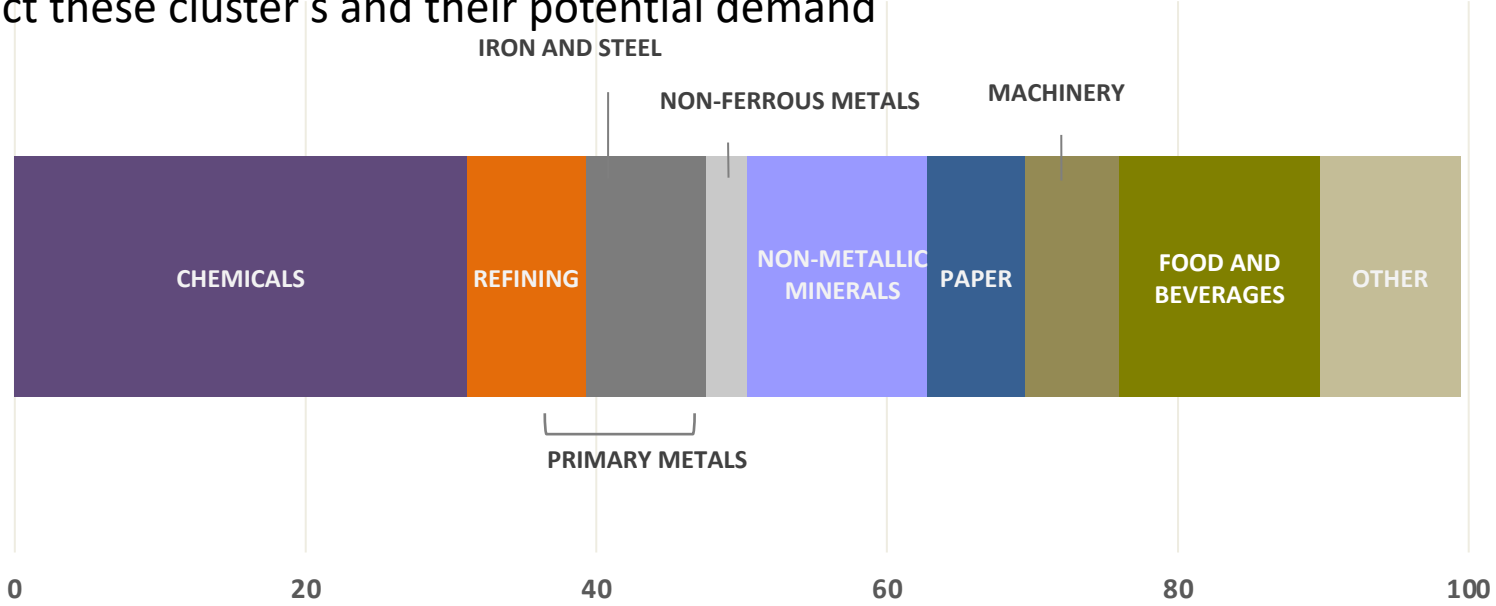 ct these cluster's and their potential demand
IRON AND STEEL
NON-FERROUS METALS
MACHINERY
CHEMICALS
REFINING
NON-METALLIC
MINERALS
PAPER
FOOD AND
BEVERAGES
OTHER
PRIMARY METALS
0 20 40 60 80 100